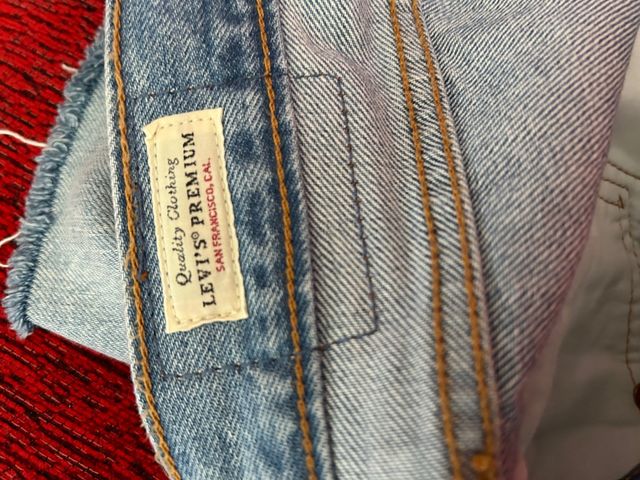 Quality Clothing
LEVI'S® PREMIUM
SAN FRANCISCO, CAL.